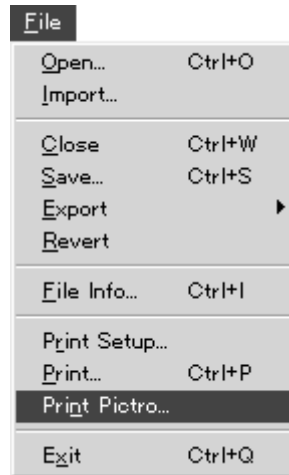 File
Open... Ctrl+O
Import...
Close Ctrl+W
Save... Ctrl+S
Export
Revert
File Info... Ctrl+I
Print Setup...
Print... Ctrl+P
Print Pictro...
Exit Ctrl+Q